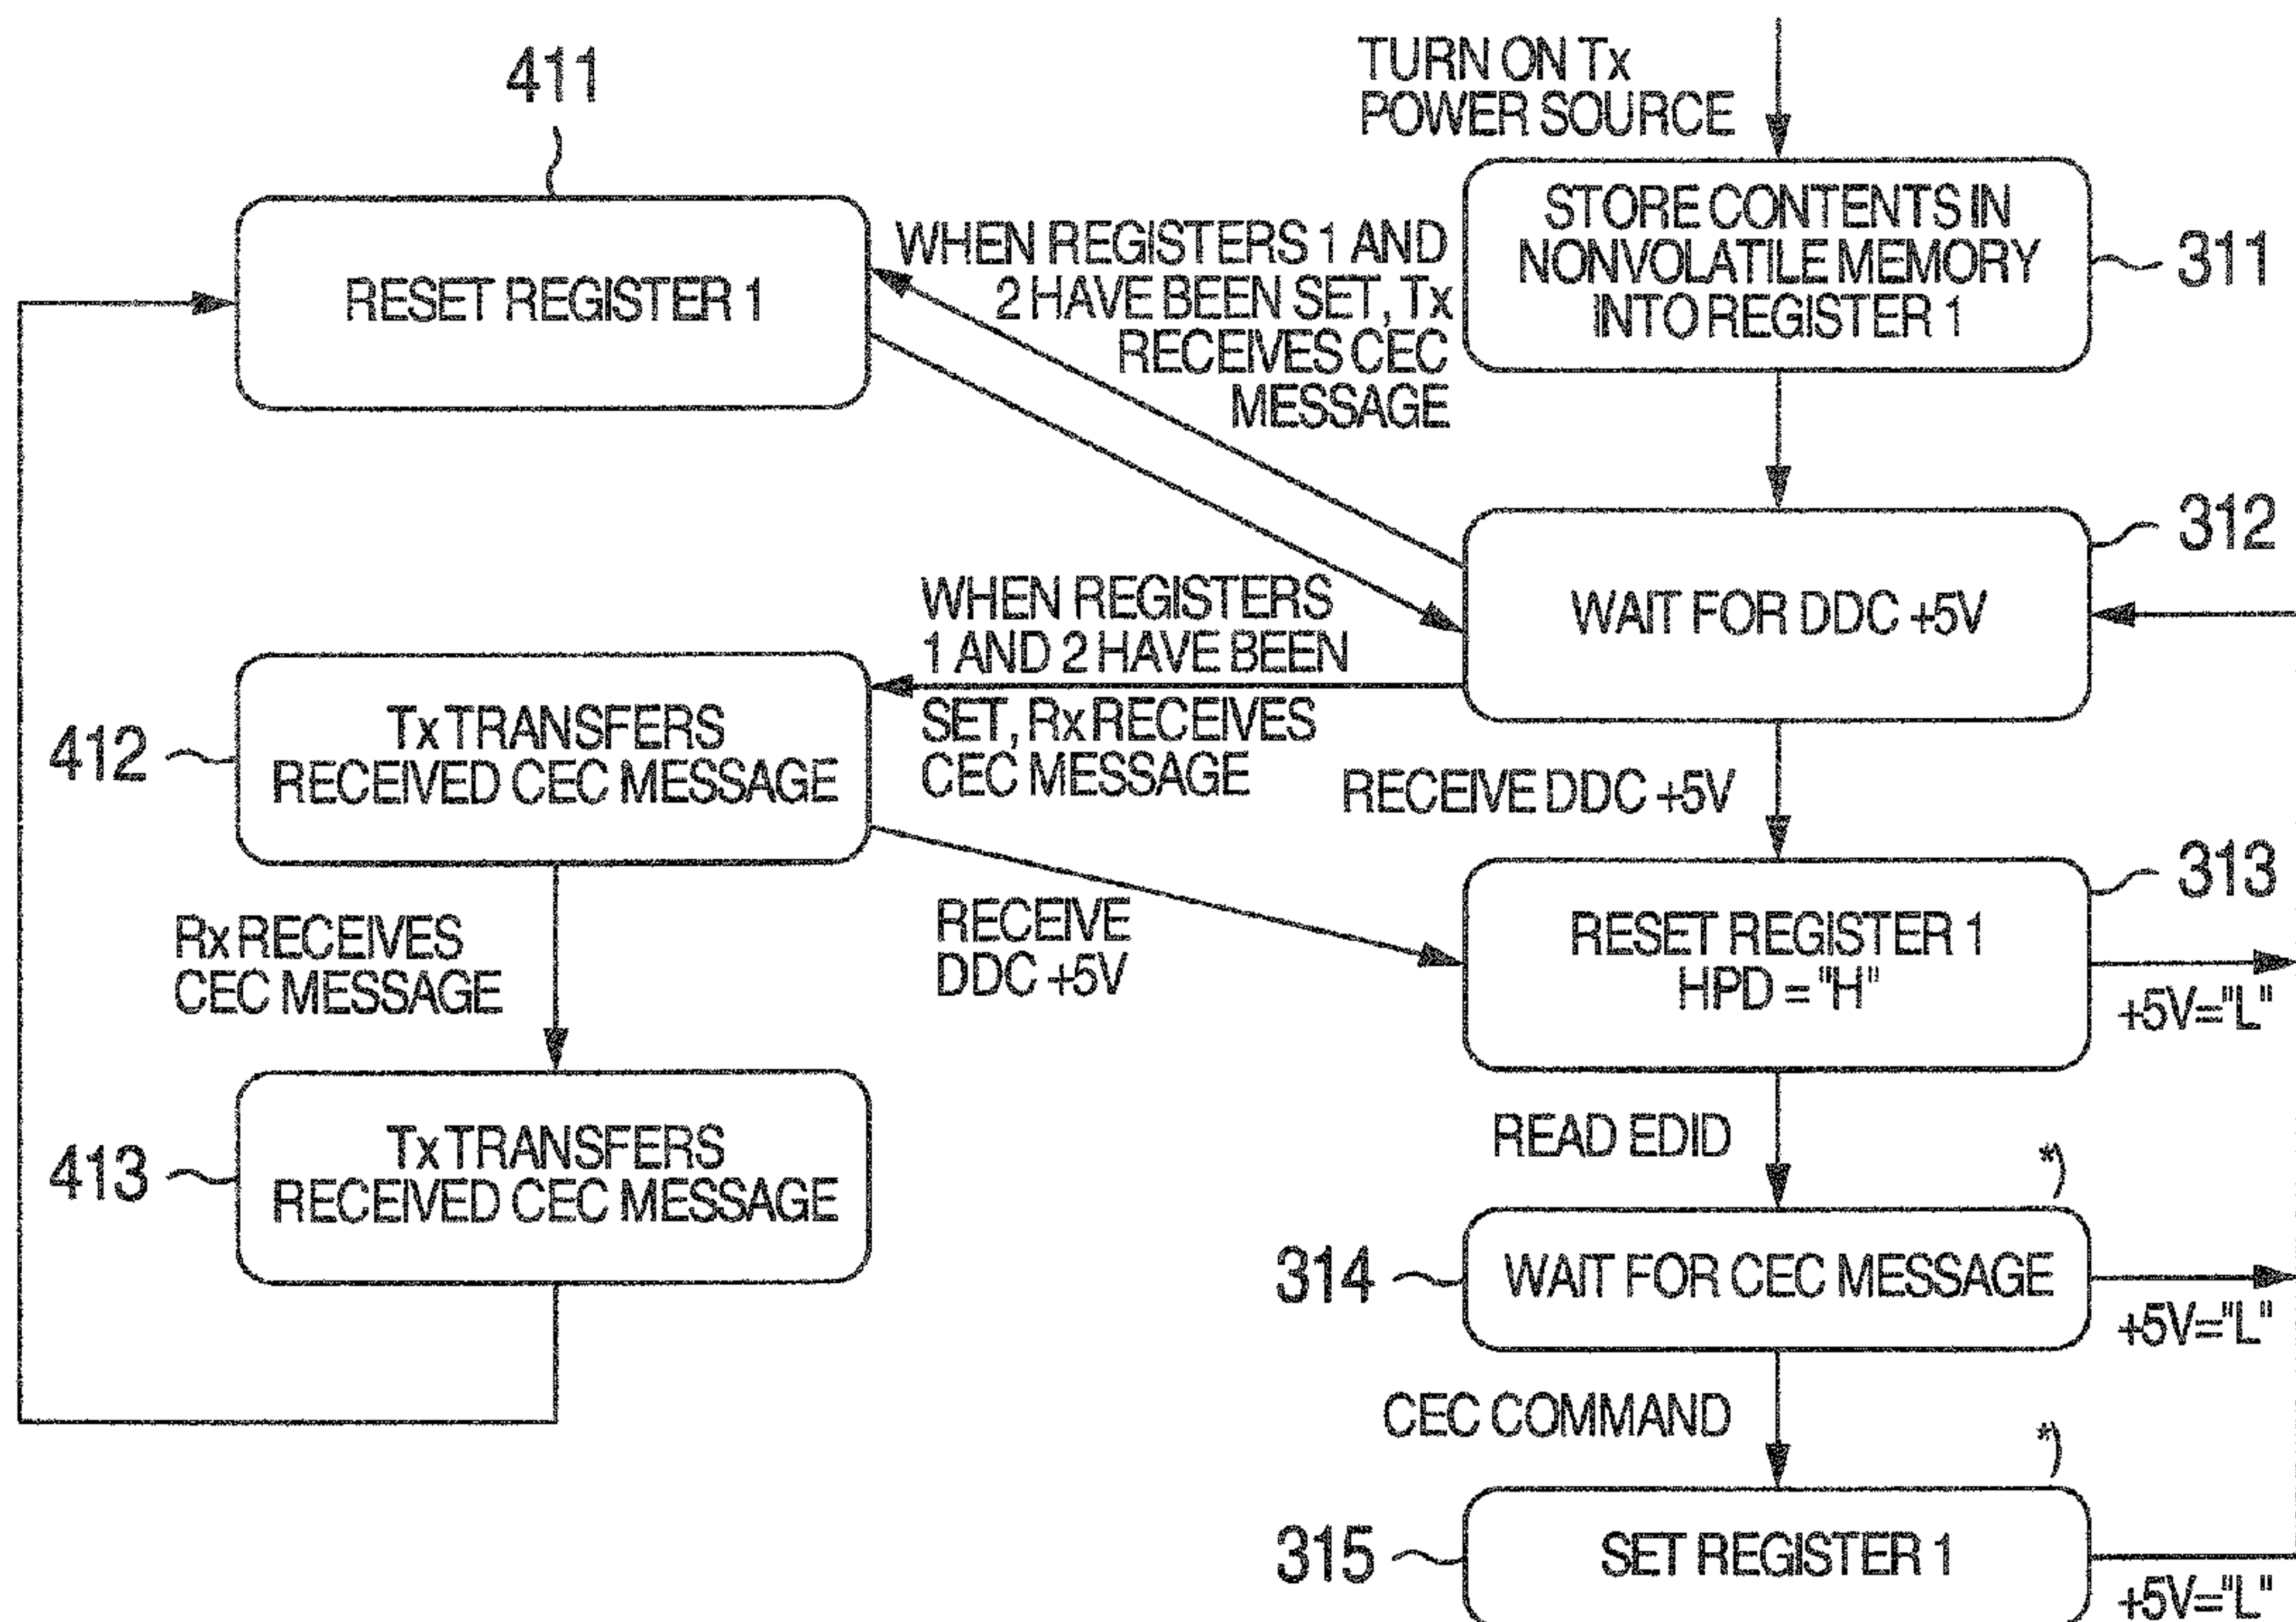 TURN ON Tx
POWER SOURCE
411
STORE CONTENTS IN
NONVOLATILE MEMORY
INTO REGISTER 1
311
RESET REGISTER 1
WHEN REGISTERS 1 AND
2 HAVE BEEN SET, Tx
RECEIVES CEC
MESSAGE
312
WAIT FOR DDC +5V
WHEN REGISTERS
1 AND 2 HAVE BEEN
SET, Rx RECEIVES
CEC MESSAGE
412
Tx TRANSFERS
RECEIVED CEC MESSAGE
RECEIVE DDC +5V
313
RESET REGISTER 1
HPD = "H"
+5V="L"
Rx RECEIVES
CEC MESSAGE
RECEIVE
DDC +5V
READ EDID
413
Tx TRANSFERS
RECEIVED CEC MESSAGE
*)
314
WAIT FOR CEC MESSAGE
+5V="L"
CEC COMMAND
*)
315
SET REGISTER 1
+5V="L"